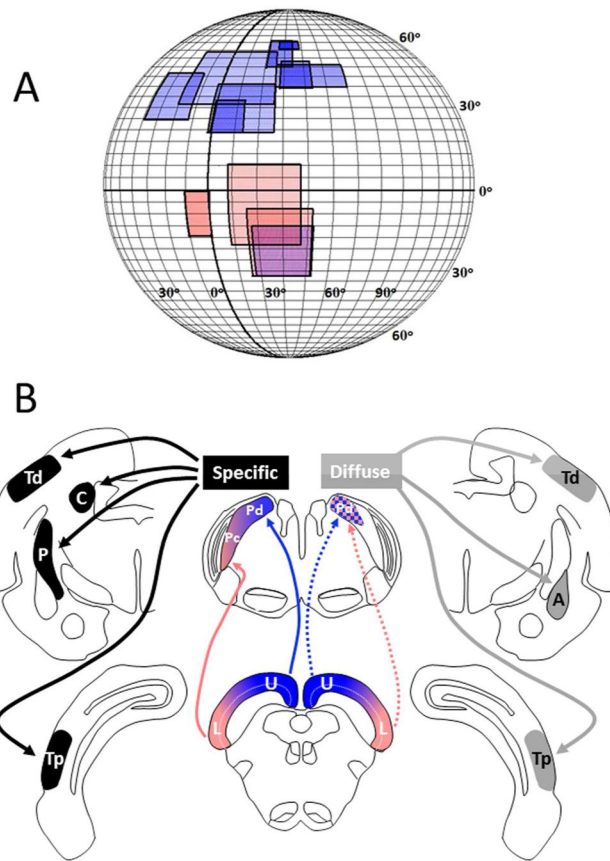 A
60°
30°
0°
30° 0° 30° 60° 90°
30°
60°
B
Specific Diffuse
Td Td
C
Pd
Pc
P
A
U U
L L
Tp Tp